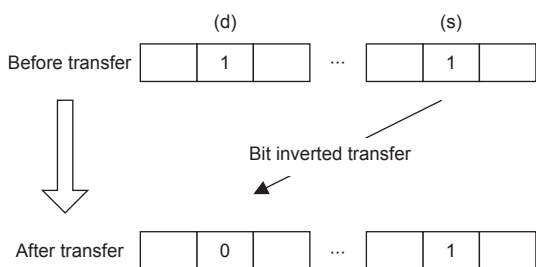 (d) (s)
Before transfer 1 ... 1
Bit inverted transfer
After transfer 0 ... 1